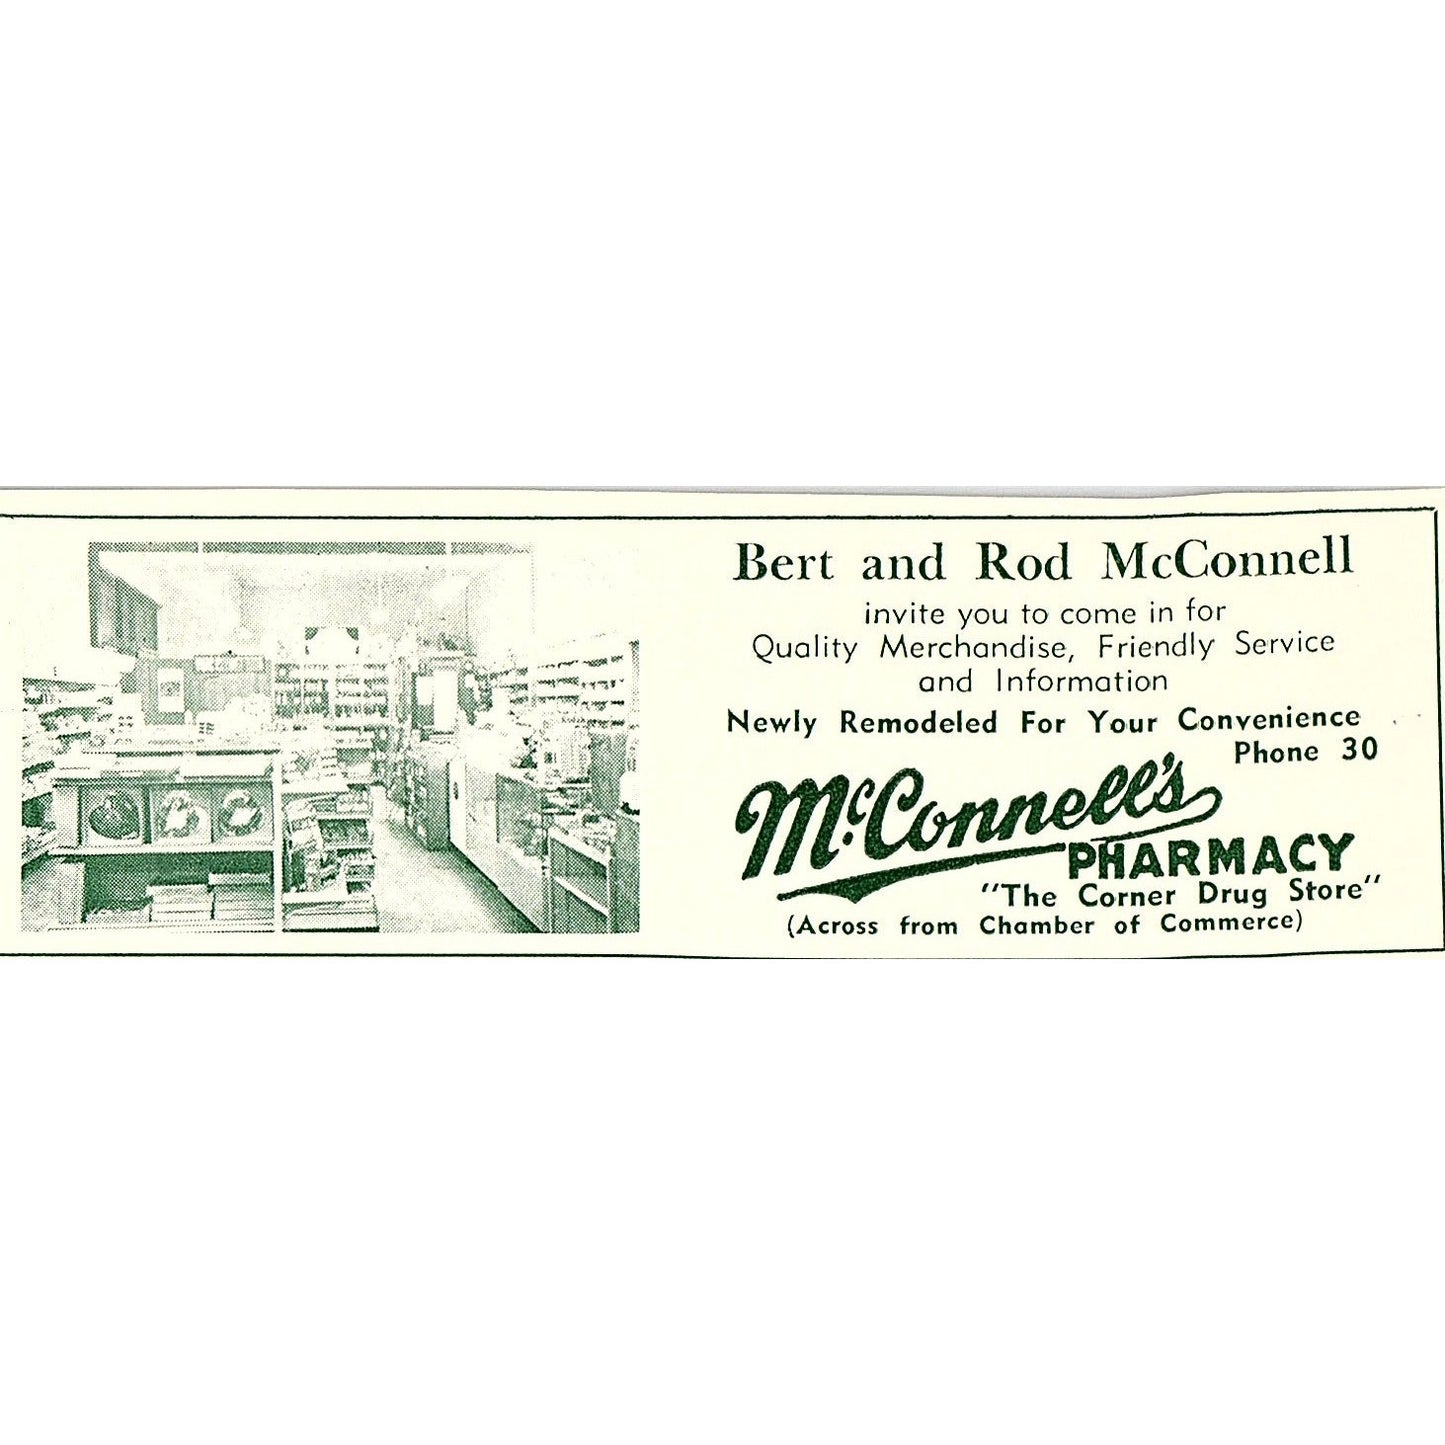 Bert and Rod McConnell
invite you to come in for
Quality Merchandise, Friendly Service
and Information
Newly Remodeled For Your Convenience
Phone 30
McConnell's
PHARMACY
"The Corner Drug Store"
(Across from Chamber of Commerce)